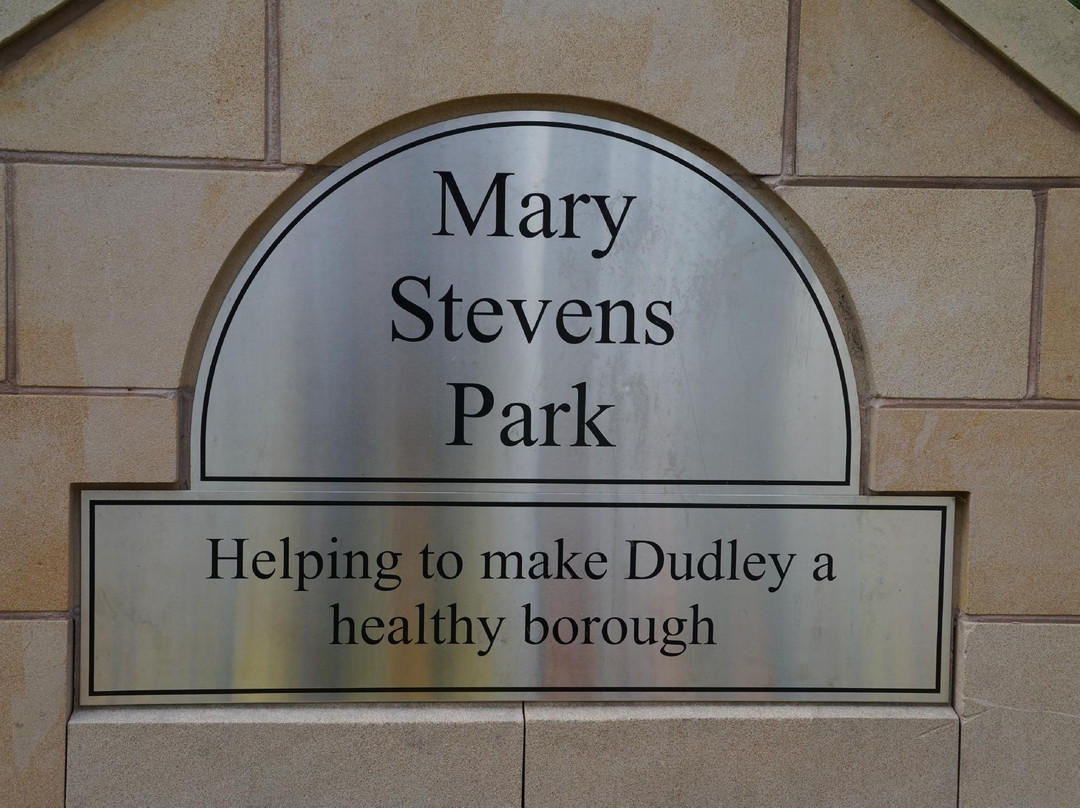 Mary
Stevens
Park
Helping to make Dudley a
healthy borough